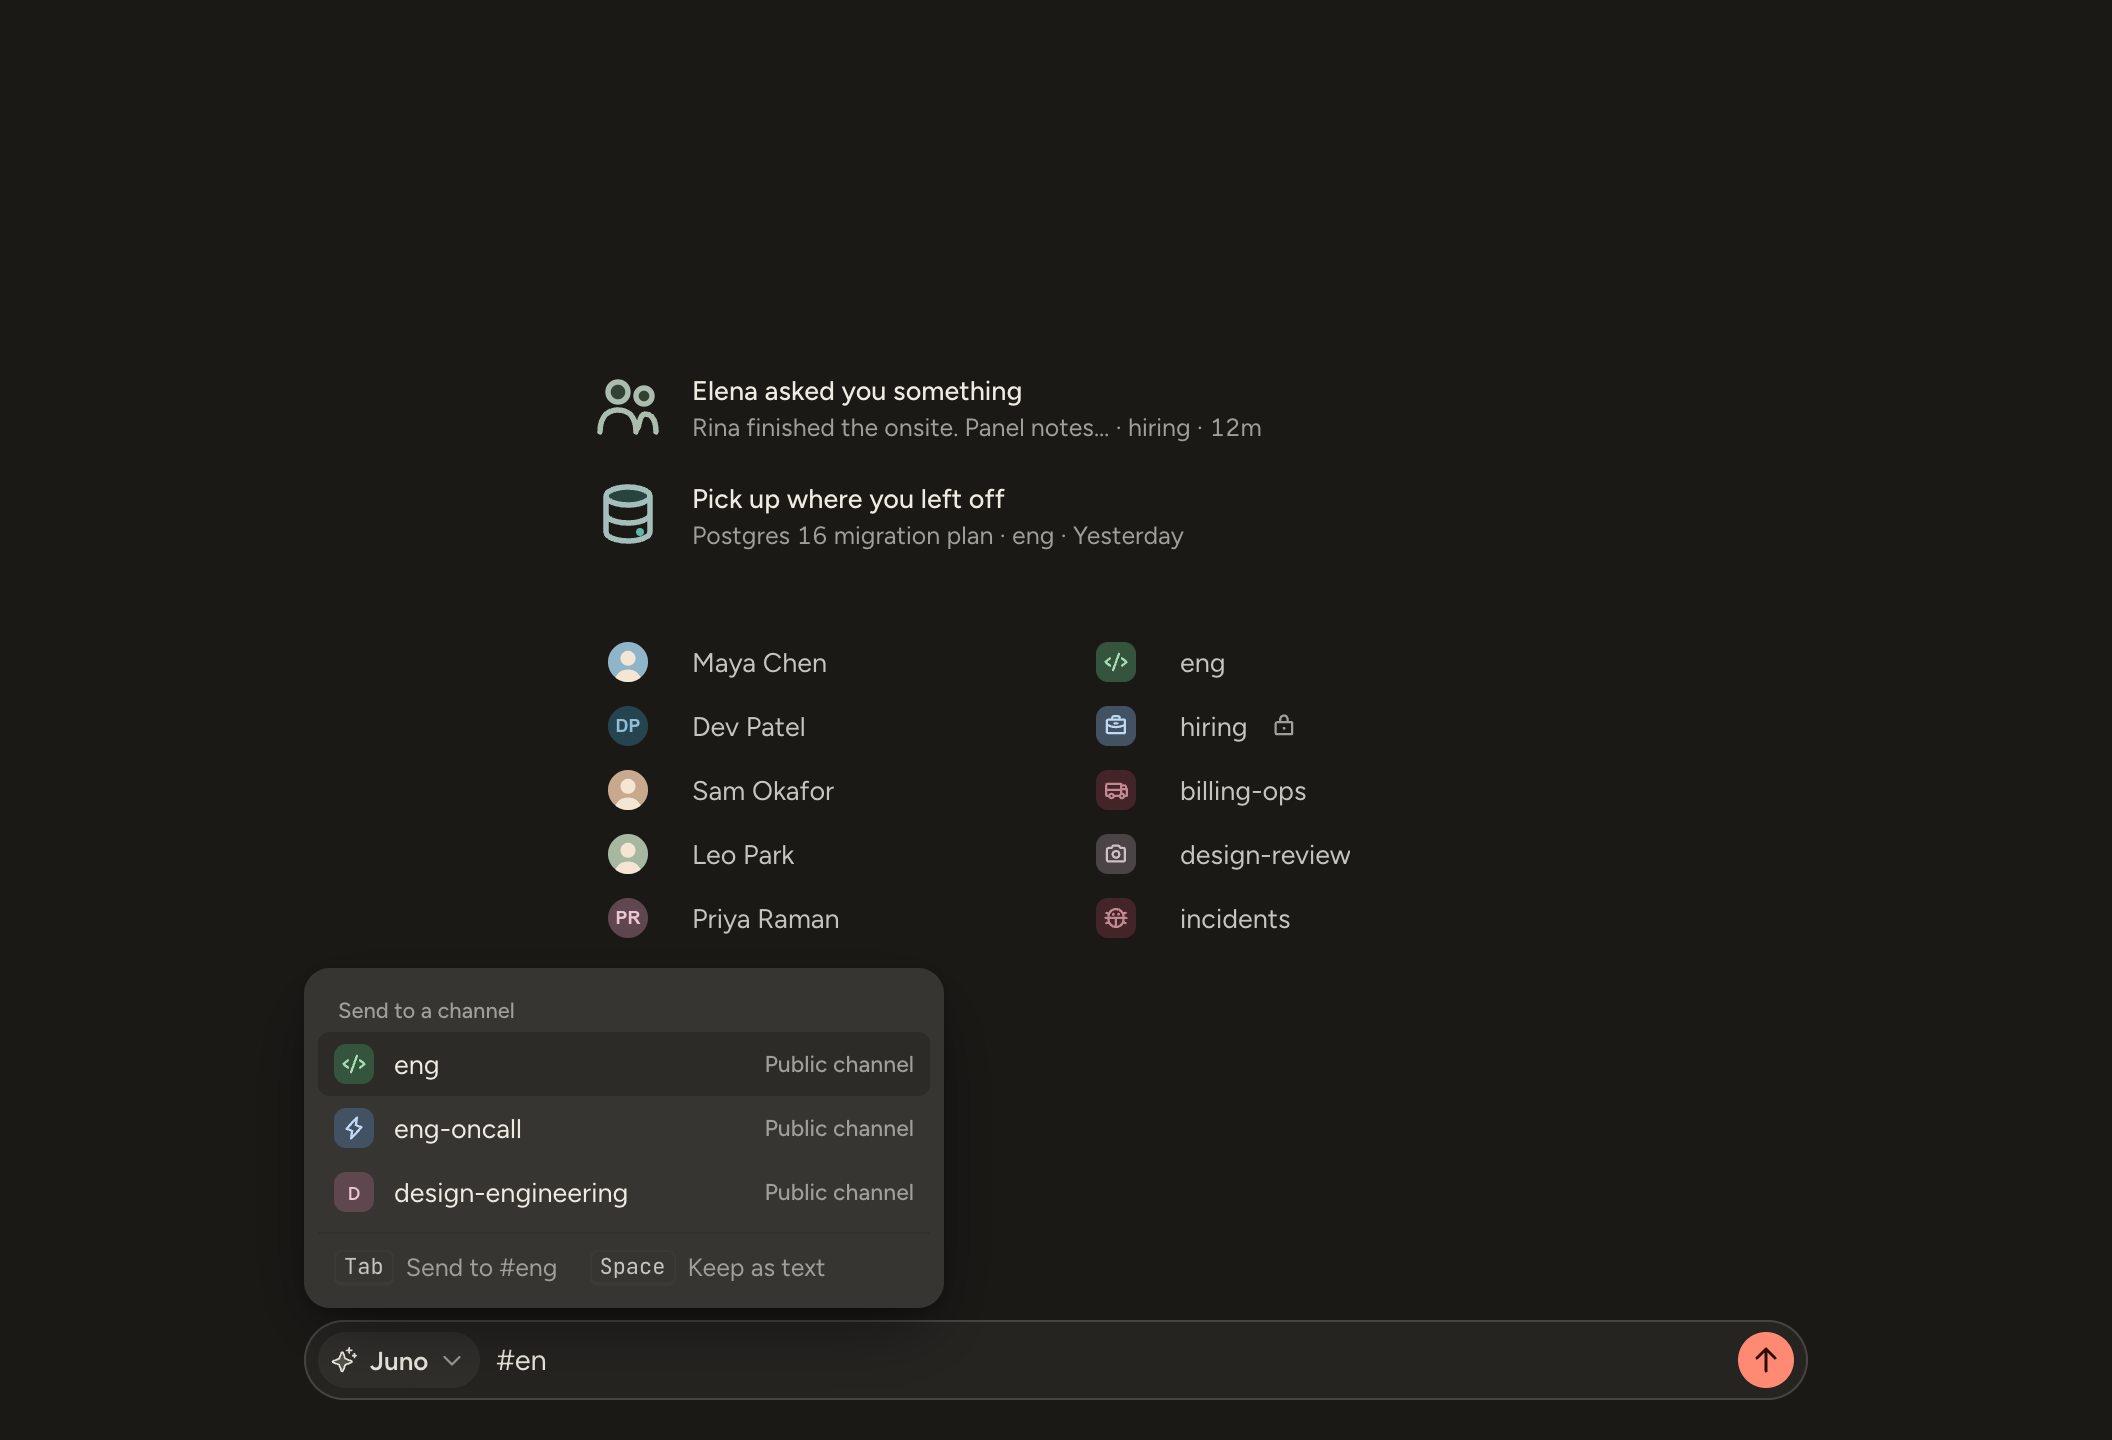 Elena asked you something
Rina finished the onsite. Panel notes... · hiring · 12m
Pick up where you left off
Postgres 16 migration plan · eng · Yesterday
Maya Chen
eng
DP Dev Patel
hiring
Sam Okafor
billing-ops
Leo Park
design-review
PR Priya Raman
incidents
Send to a channel
eng Public channel
eng-oncall Public channel
D design-engineering Public channel
Tab Send to #eng Space Keep as text
Juno #en